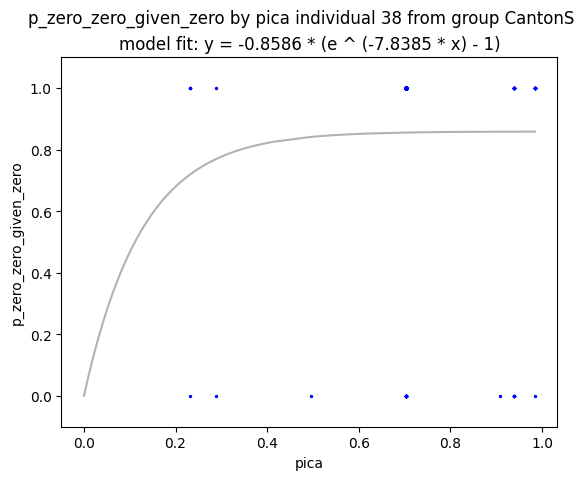 p_zero_zero_given_zero by pica individual 38 from group CantonS
model fit: y = -0.8586 * (e ^ (-7.8385 * x) - 1)
1.0
0.8
0.6
0.4
0.2
0.0
p_zero_zero_given_zero
0.0 0.2 0.4 0.6 0.8 1.0
pica